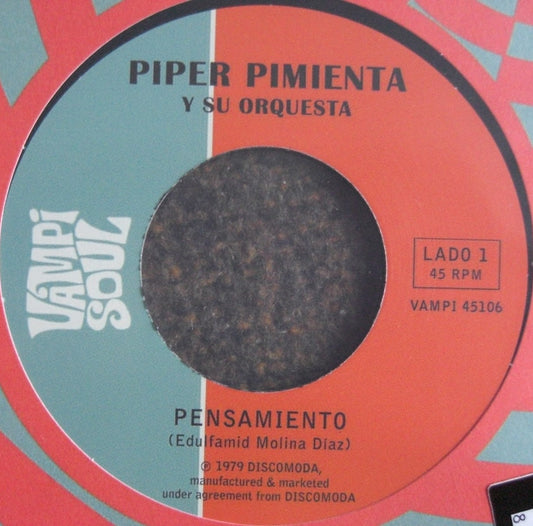 PIPER PIMIENTA
Y SU ORQUESTA
VAMPI
SOUL
LADO 1
45 RPM
VAMPI 45106
PENSAMIENTO
(Edulfamid Molina Diaz)
℗ 1979 DISCOMODA,
manufactured & marketed
under agreement from DISCOMODA
8